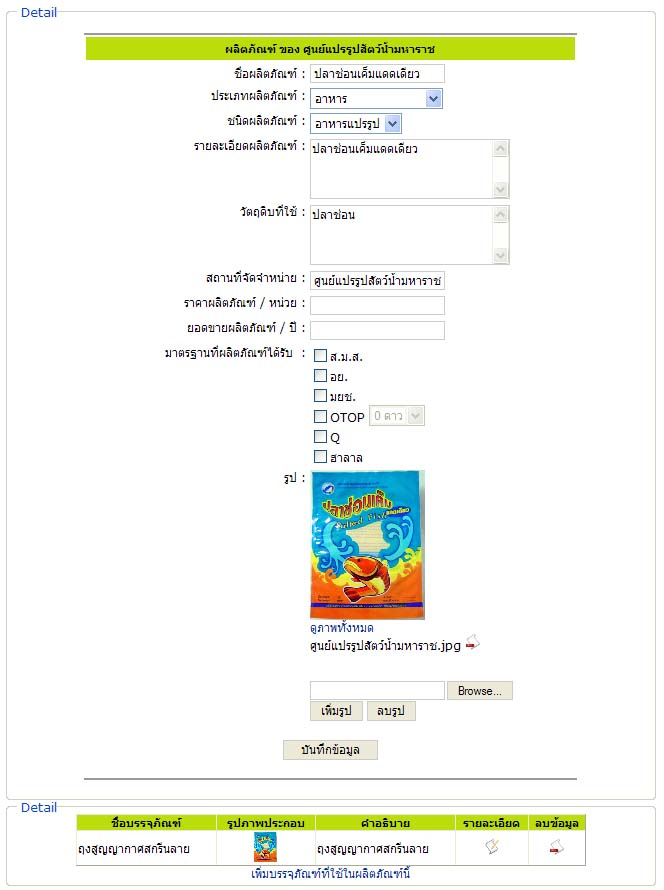 Detail
ผลิตภัณฑ์ ของ ศูนย์แปรรูปสัตว์น้ำมหาราช
ชื่อผลิตภัณฑ์ : ปลาช่อนเค็มแดดเดียว
ประเภทผลิตภัณฑ์ : อาหาร
ชนิดผลิตภัณฑ์ : อาหารแปรรูป
รายละเอียดผลิตภัณฑ์ : ปลาช่อนเค็มแดดเดียว
วัตถุดิบที่ใช้ : ปลาช่อน
สถานที่จัดจำหน่าย : ศูนย์แปรรูปสัตว์น้ำมหาราช
ราคาผลิตภัณฑ์ / หน่วย :
ยอดขายผลิตภัณฑ์ / ปี :
มาตรฐานที่ผลิตภัณฑ์ได้รับ : ส.ม.ส.
อย.
มยช.
OTOP 0 ดาว
Q
ฮาลาล
รูป :
ปลาช่อนเค็ม
แดดเดียว
Salted Fish
ดูภาพทั้งหมด
ศูนย์แปรรูปสัตว์น้ำมหาราช.jpg
Browse...
เพิ่มรูป ลบรูป
บันทึกข้อมูล
Detail
ชื่อบรรจุภัณฑ์ รูปภาพประกอบ คำอธิบาย รายละเอียด ลบข้อมูล
ถุงสูญญากาศสกรีนลาย ถุงสูญญากาศสกรีนลาย
เพิ่มบรรจุภัณฑ์ที่ใช้ในผลิตภัณฑ์นี้